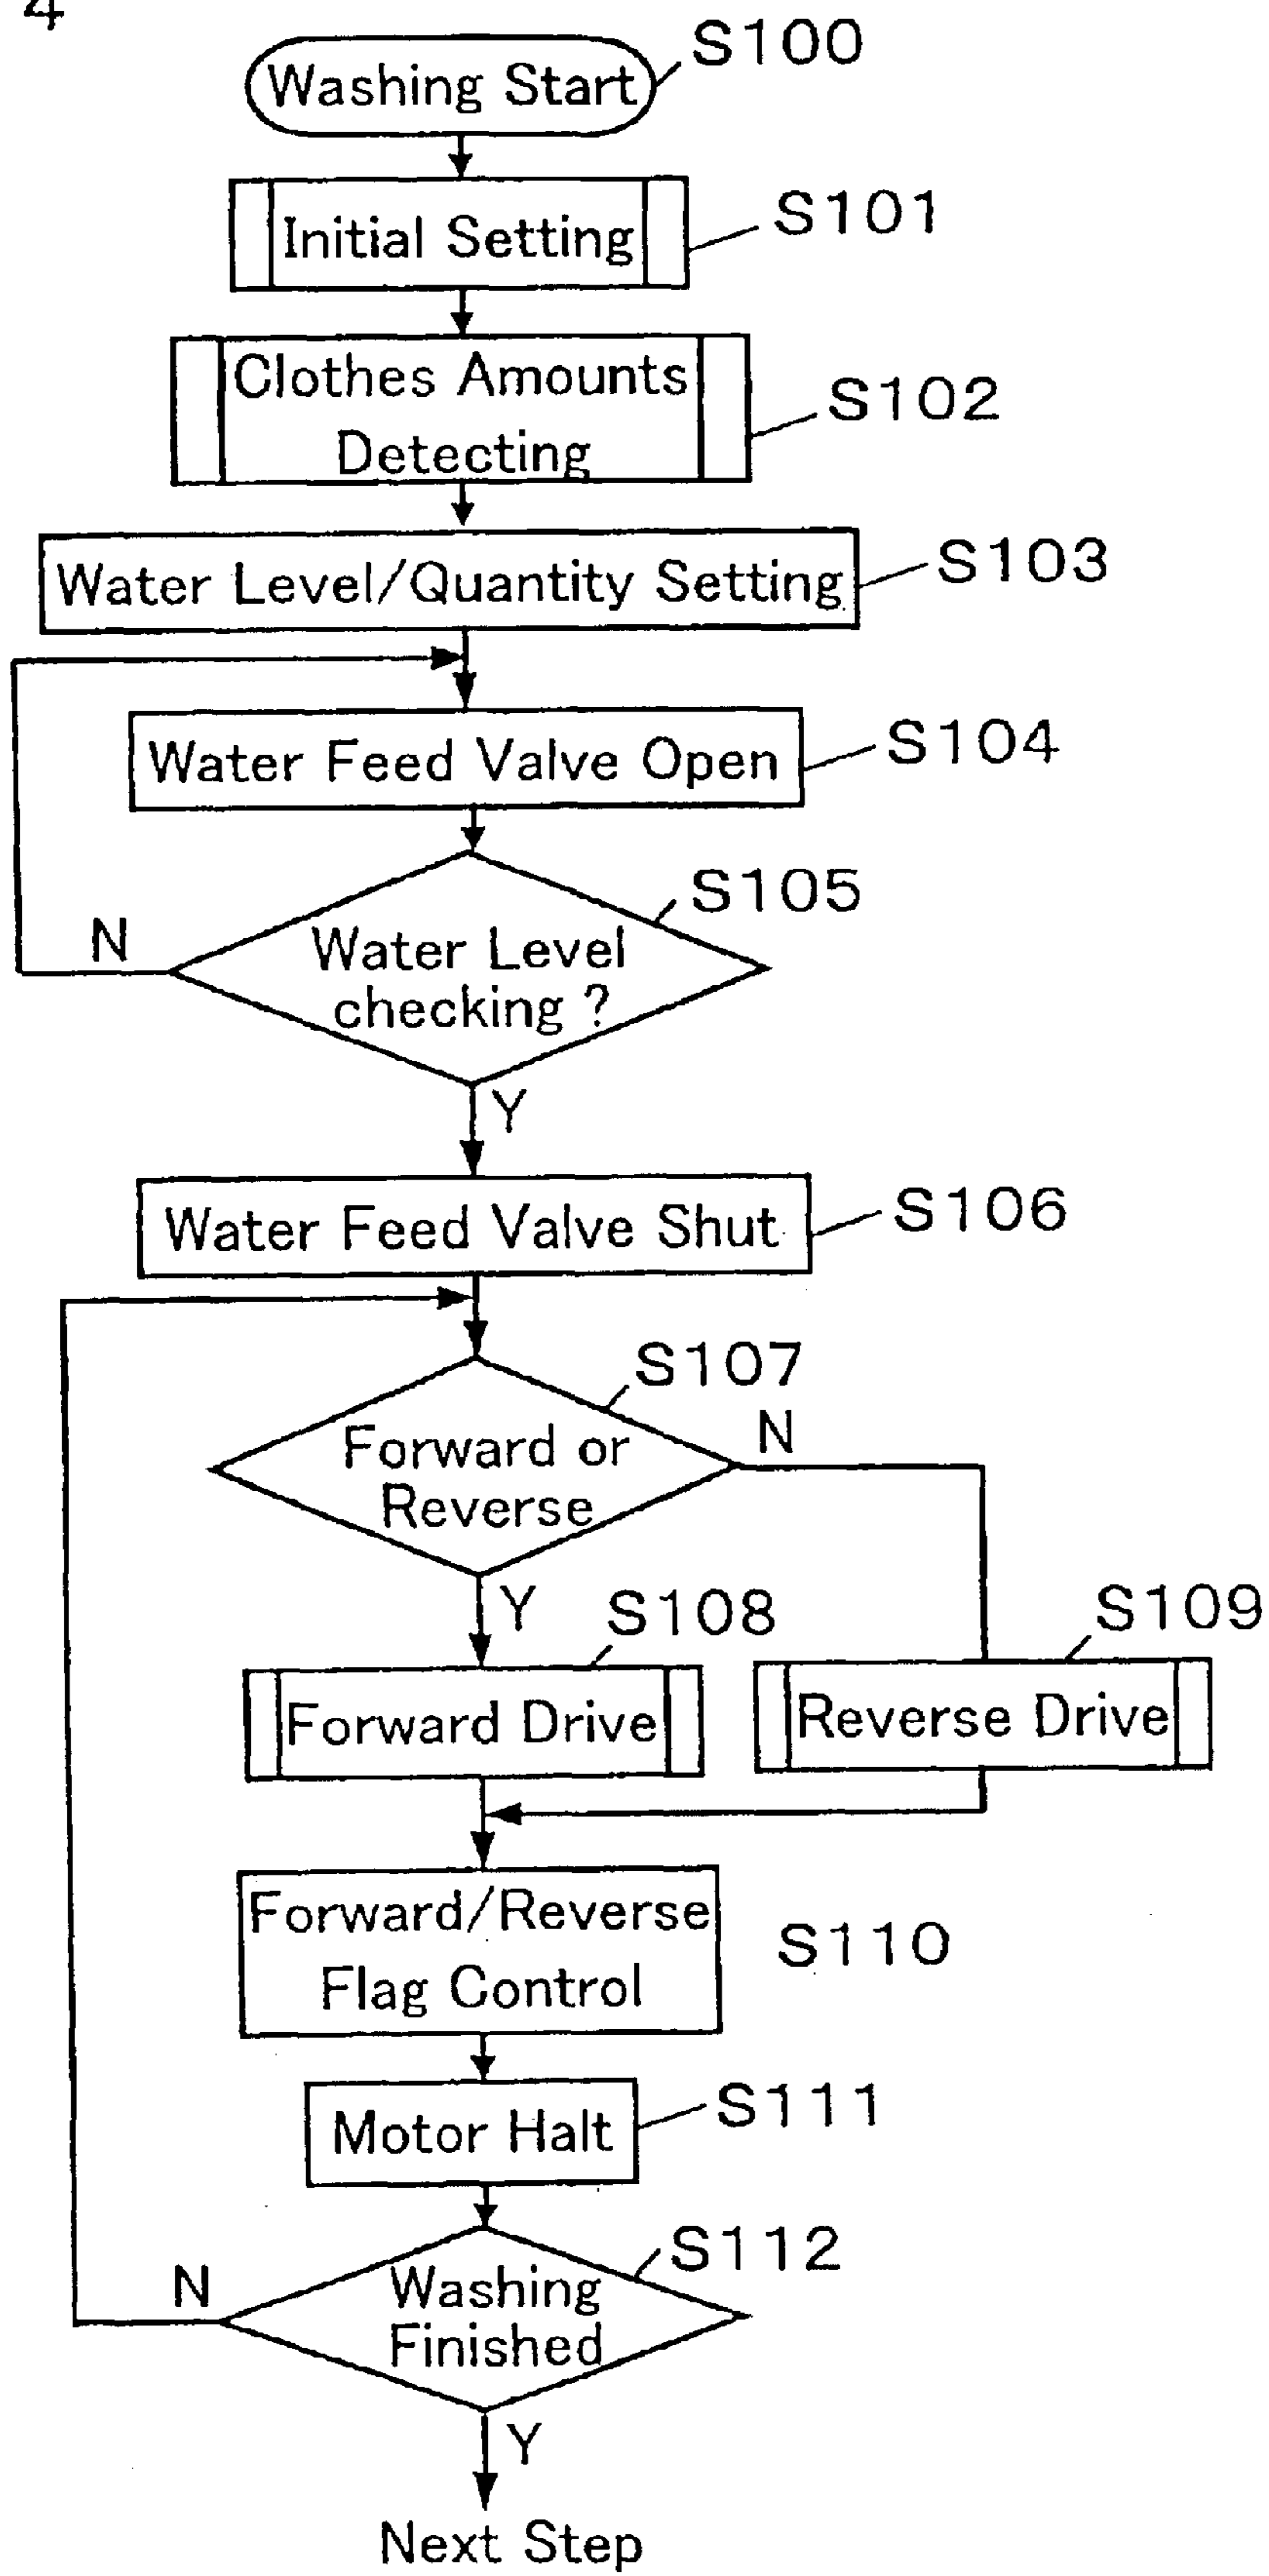 4
Washing Start
S100
Initial Setting
S101
Clothes Amounts
Detecting
S102
Water Level/Quantity Setting
S103
Water Feed Valve Open
S104
S105
N
Water Level
checking ?
Y
Water Feed Valve Shut
S106
S107
Forward or
Reverse
N
Y
S108
S109
Forward Drive
Reverse Drive
Forward/Reverse
Flag Control
S110
Motor Halt
S111
S112
N
Washing
Finished
Y
Next Step